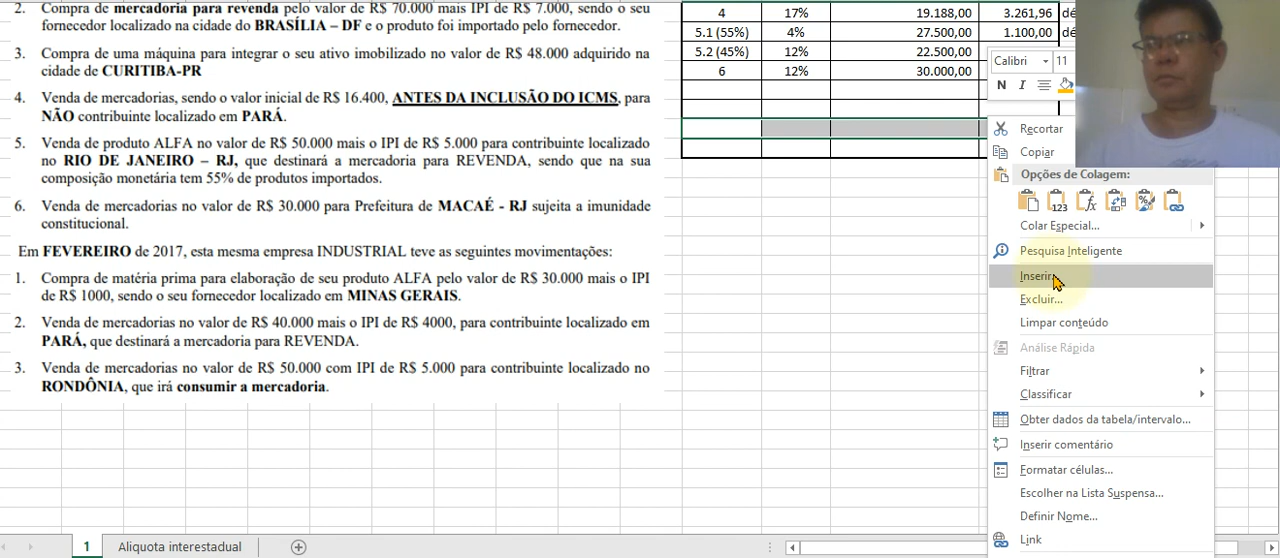 2. Compra de mercadoria para revenda pelo valor de R$ 70.000 mais IPI de R$ 7.000, sendo o seu
fornecedor localizado na cidade do BRASÍLIA – DF e o produto foi importado pelo fornecedor.
3. Compra de uma máquina para integrar o seu ativo imobilizado no valor de R$ 48.000 adquirido na
cidade de CURITIBA-PR
4. Venda de mercadorias, sendo o valor inicial de R$ 16.400, ANTES DA INCLUSÃO DO ICMS, para
NÃO contribuinte localizado em PARÁ.
5. Venda de produto ALFA no valor de R$ 50.000 mais o IPI de R$ 5.000 para contribuinte localizado
no RIO DE JANEIRO – RJ, que destinará a mercadoria para REVENDA, sendo que na sua
composição monetária tem 55% de produtos importados.
6. Venda de mercadorias no valor de R$ 30.000 para Prefeitura de MACAÉ - RJ sujeita a imunidade
constitucional.
Em FEVEREIRO de 2017, esta mesma empresa INDUSTRIAL teve as seguintes movimentações:
1. Compra de matéria prima para elaboração de seu produto ALFA pelo valor de R$ 30.000 mais o IPI
de R$ 1000, sendo o seu fornecedor localizado em MINAS GERAIS.
2. Venda de mercadorias no valor de R$ 40.000 mais o IPI de R$ 4000, para contribuinte localizado em
PARÁ, que destinará a mercadoria para REVENDA.
3. Venda de mercadorias no valor de R$ 50.000 com IPI de R$ 5.000 para contribuinte localizado no
RONDÔNIA, que irá consumir a mercadoria.
4 17% 19.188,00 3.261,96 dé
5.1 (55%) 4% 27.500,00 1.100,00 dé
5.2 (45%) 12% 22.500,00
6 12% 30.000,00
Calibri 11
N I
Recortar
Copiar
Opções de Colagem:
123 fx %
Colar Especial...
Pesquisa Inteligente
Inserir...
Excluir...
Limpar conteúdo
Análise Rápida
Filtrar
Classificar
Obter dados da tabela/intervalo...
Inserir comentário
Formatar células...
Escolher na Lista Suspensa...
Definir Nome...
Link
1 Aliquota interestadual